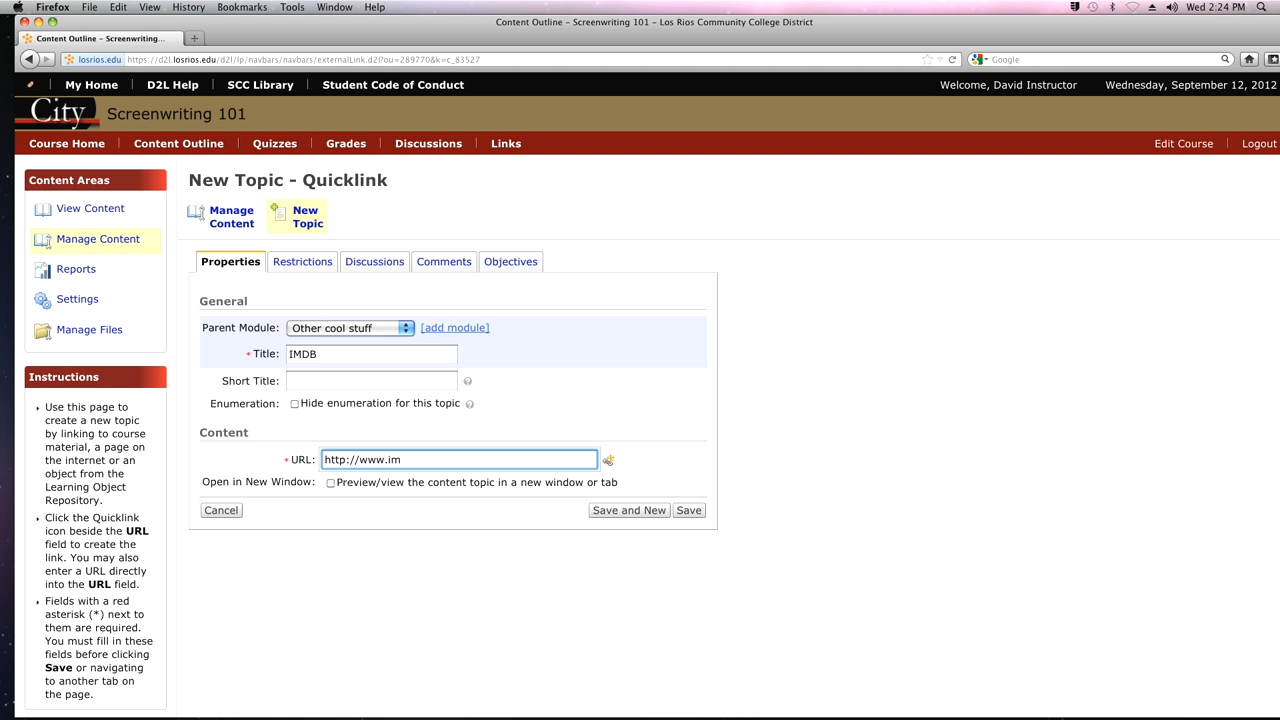 Firefox File Edit View History Bookmarks Tools Window Help Wed 2:24 PM
Content Outline – Screenwriting 101 – Los Rios Community College District
Content Outline – Screenwriting...
losrios.edu https://d2l.losrios.edu/d2l/lp/navbars/navbars/externalLink.d2l?ou=289770&k=c_83527 Google
My Home D2L Help SCC Library Student Code of Conduct Welcome, David Instructor Wednesday, September 12, 2012
City Screenwriting 101
Course Home Content Outline Quizzes Grades Discussions Links Edit Course Logout
Content Areas
View Content
Manage Content
Reports
Settings
Manage Files
Instructions
Use this page to
create a new topic
by linking to course
material, a page on
the internet or an
object from the
Learning Object
Repository.
Click the Quicklink
icon beside the URL
field to create the
link. You may also
enter a URL directly
into the URL field.
Fields with a red
asterisk (*) next to
them are required.
You must fill in these
fields before clicking
Save or navigating
to another tab on
the page.
New Topic - Quicklink
Manage Content
New Topic
Properties Restrictions Discussions Comments Objectives
General
Parent Module: Other cool stuff [add module]
* Title: IMDB
Short Title:
Enumeration: Hide enumeration for this topic
Content
* URL: http://www.im
Open in New Window: Preview/view the content topic in a new window or tab
Cancel Save and New Save